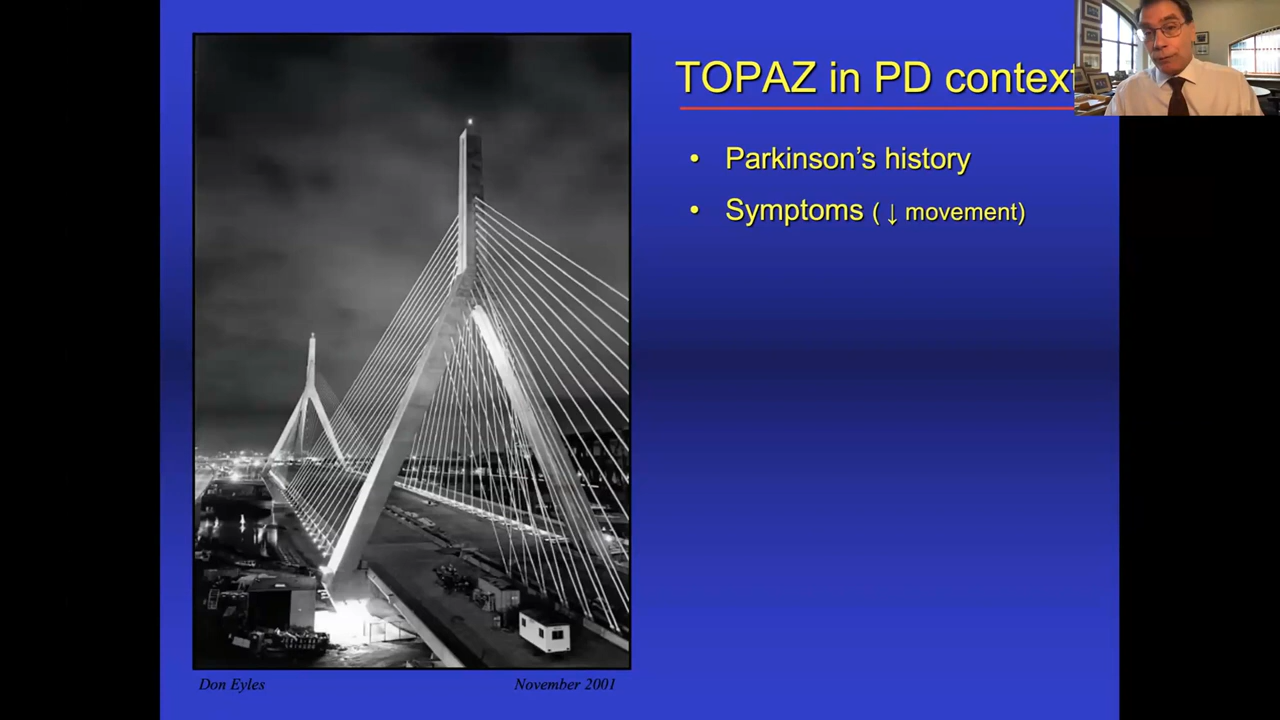 TOPAZ in PD context
• Parkinson’s history
• Symptoms ( ↓ movement)
Don Eyles
November 2001